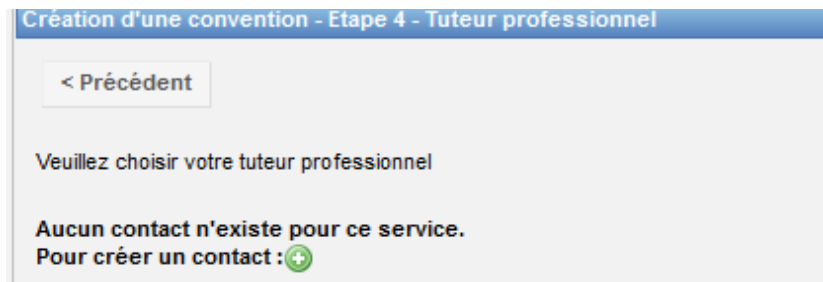 Création d'une convention - Etape 4 - Tuteur professionnel
< Précédent
Veuillez choisir votre tuteur professionnel
Aucun contact n'existe pour ce service.
Pour créer un contact :